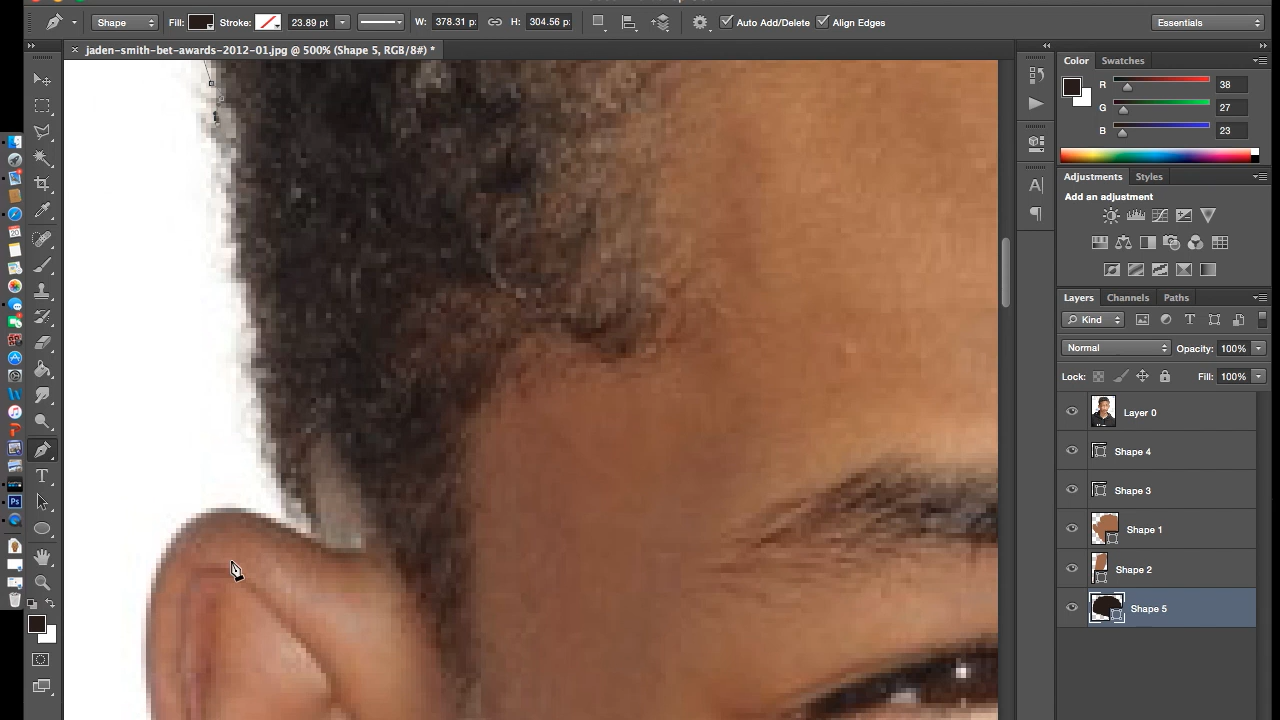 Shape Fill: Stroke: 23.89 pt W: 378.31 pi H: 304.56 pi Auto Add/Delete Align Edges Essentials
jaden-smith-bet-awards-2012-01.jpg @ 500% (Shape 5, RGB/8#) *
Color Swatches
R 38
G 27
B 23
Adjustments Styles
Add an adjustment
Layers Channels Paths
Kind
Normal Opacity: 100%
Lock: Fill: 100%
Layer 0
Shape 4
Shape 3
Shape 1
Shape 2
Shape 5